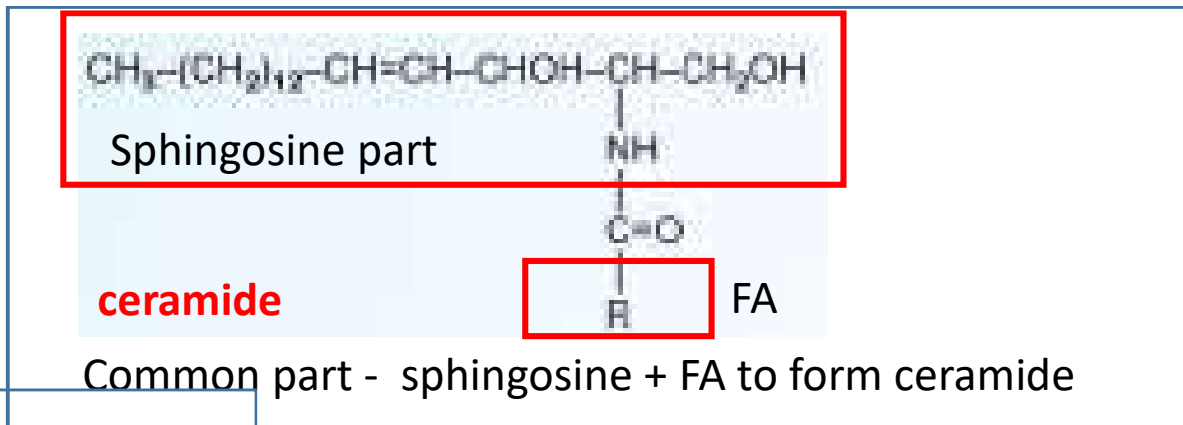 CH₃–(CH₂)₁₂–CH=CH–CHOH–CH–CH₂OH
Sphingosine part NH
C=O
ceramide R FA
Common part - sphingosine + FA to form ceramide